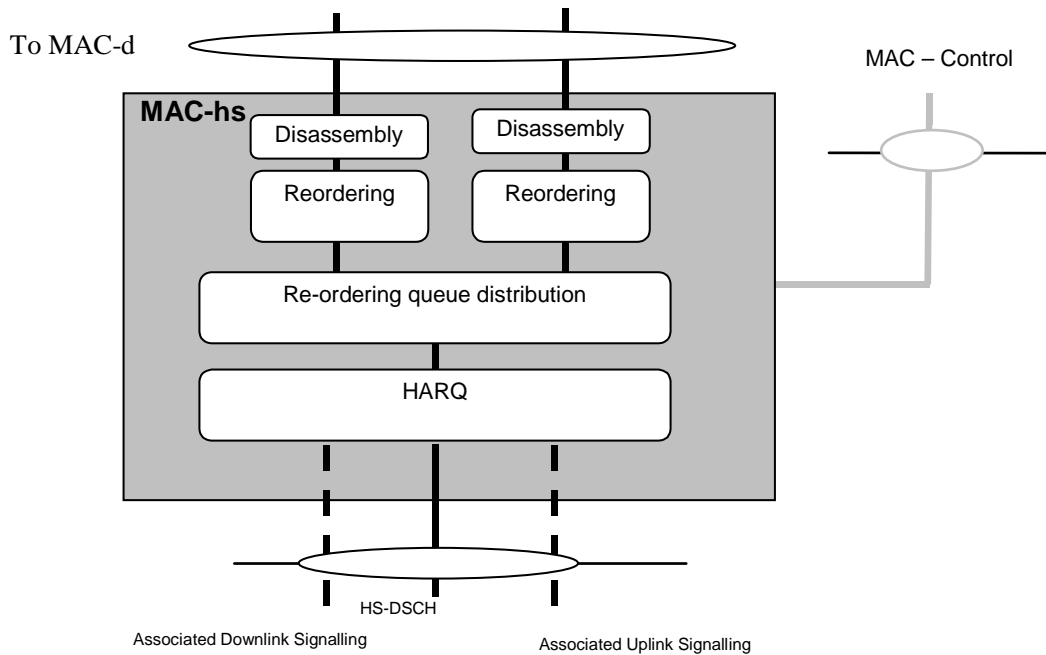 To MAC-d
MAC – Control
MAC-hs
Disassembly
Disassembly
Reordering
Reordering
Re-ordering queue distribution
HARQ
HS-DSCH
Associated Downlink Signalling
Associated Uplink Signalling